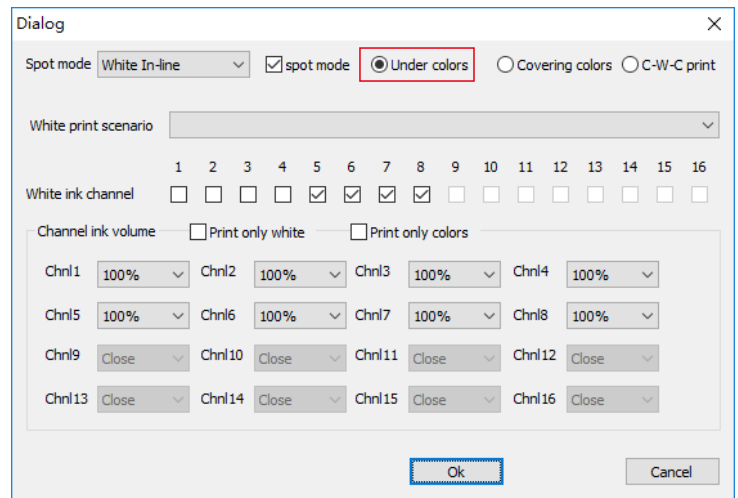 Dialog
Spot mode White In-line spot mode Under colors Covering colors C-W-C print
White print scenario
1 2 3 4 5 6 7 8 9 10 11 12 13 14 15 16
White ink channel
Channel ink volume Print only white Print only colors
Chnl1 100% Chnl2 100% Chnl3 100% Chnl4 100%
Chnl5 100% Chnl6 100% Chnl7 100% Chnl8 100%
Chnl9 Close Chnl10 Close Chnl11 Close Chnl12 Close
Chnl13 Close Chnl14 Close Chnl15 Close Chnl16 Close
Ok Cancel